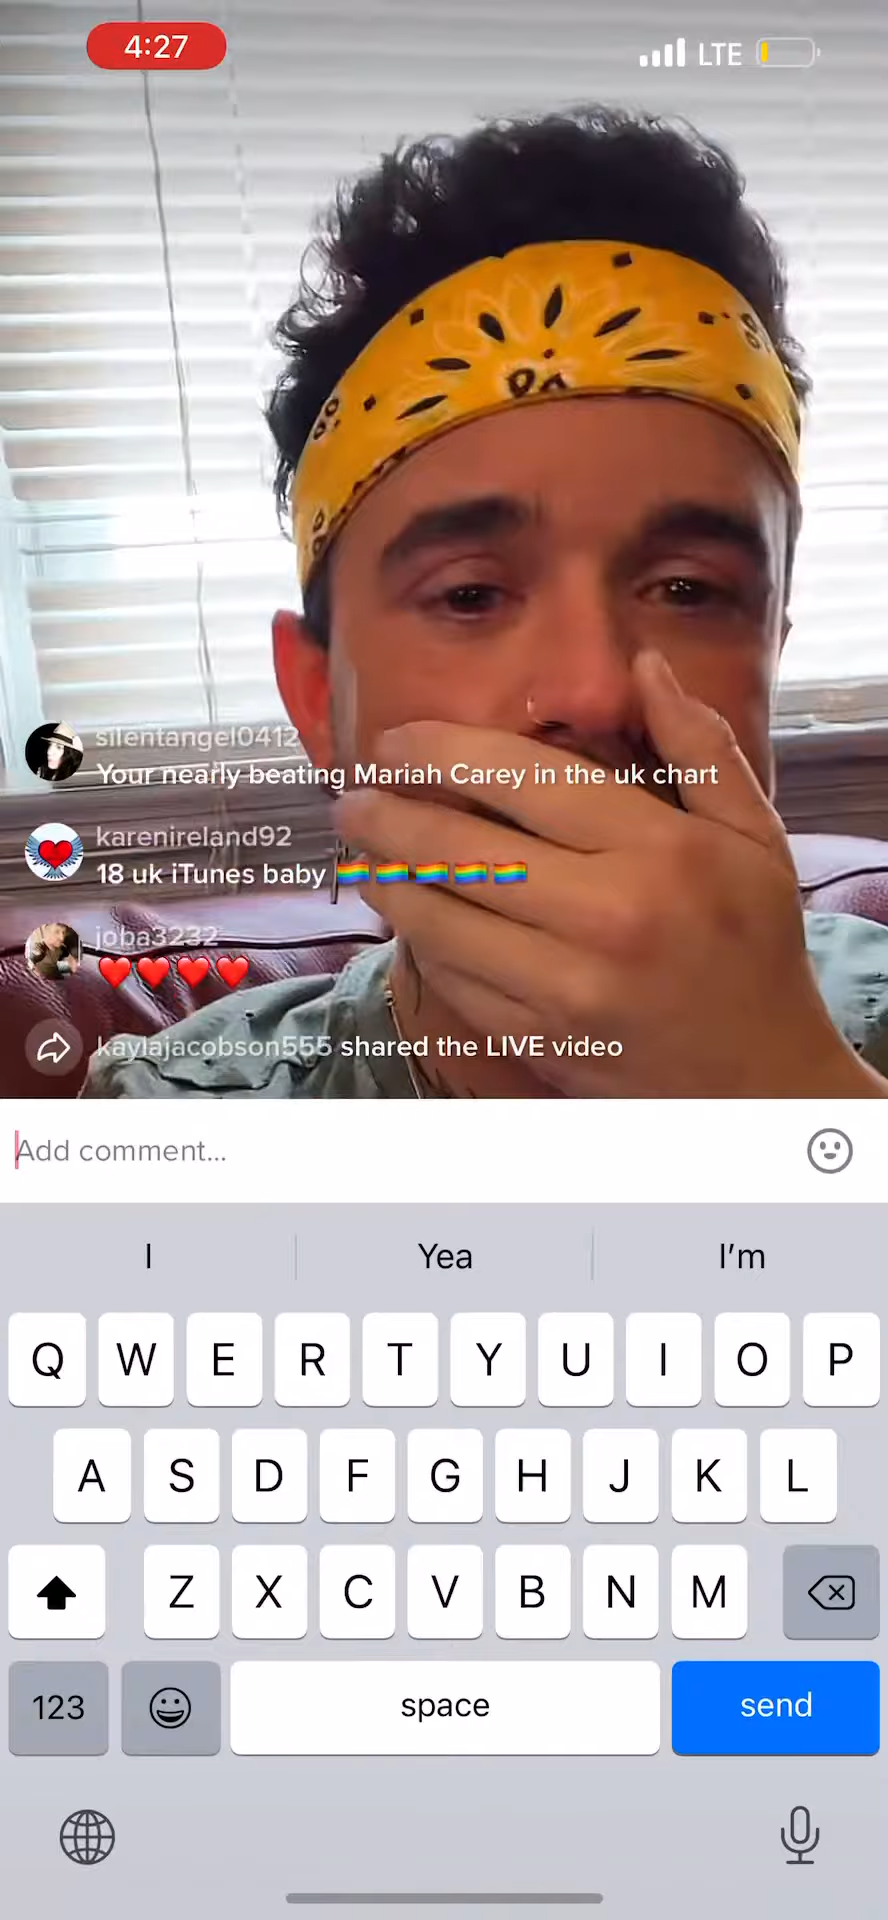 4:27
LTE
silentangel0412
Your nearly beating Mariah Carey in the uk chart
karenireland92
18 uk iTunes baby 🏳️‍🌈🏳️‍🌈🏳️‍🌈🏳️‍🌈🏳️‍🌈
joba3232
❤️❤️❤️❤️
kaylajacobson555 shared the LIVE video
Add comment...
I Yea I'm
Q W E R T Y U I O P
A S D F G H J K L
Z X C V B N M
123 space send